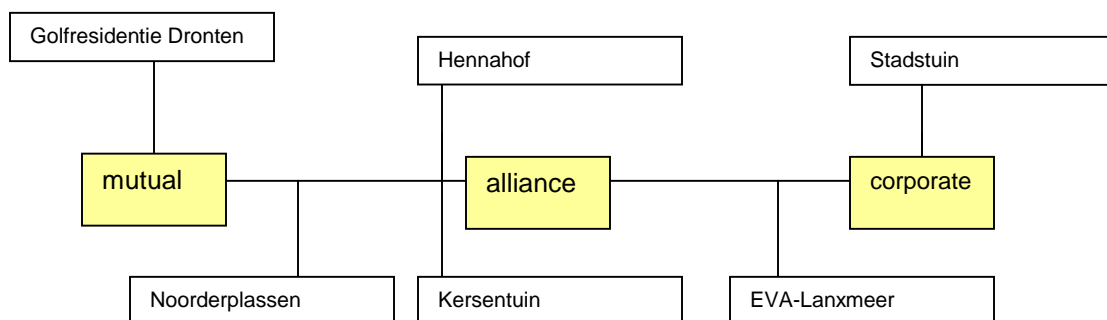 Golfresidentie Dronten
Hennahof
Stadstuin
mutual
alliance
corporate
Noorderplassen
Kersentuin
EVA-Lanxmeer